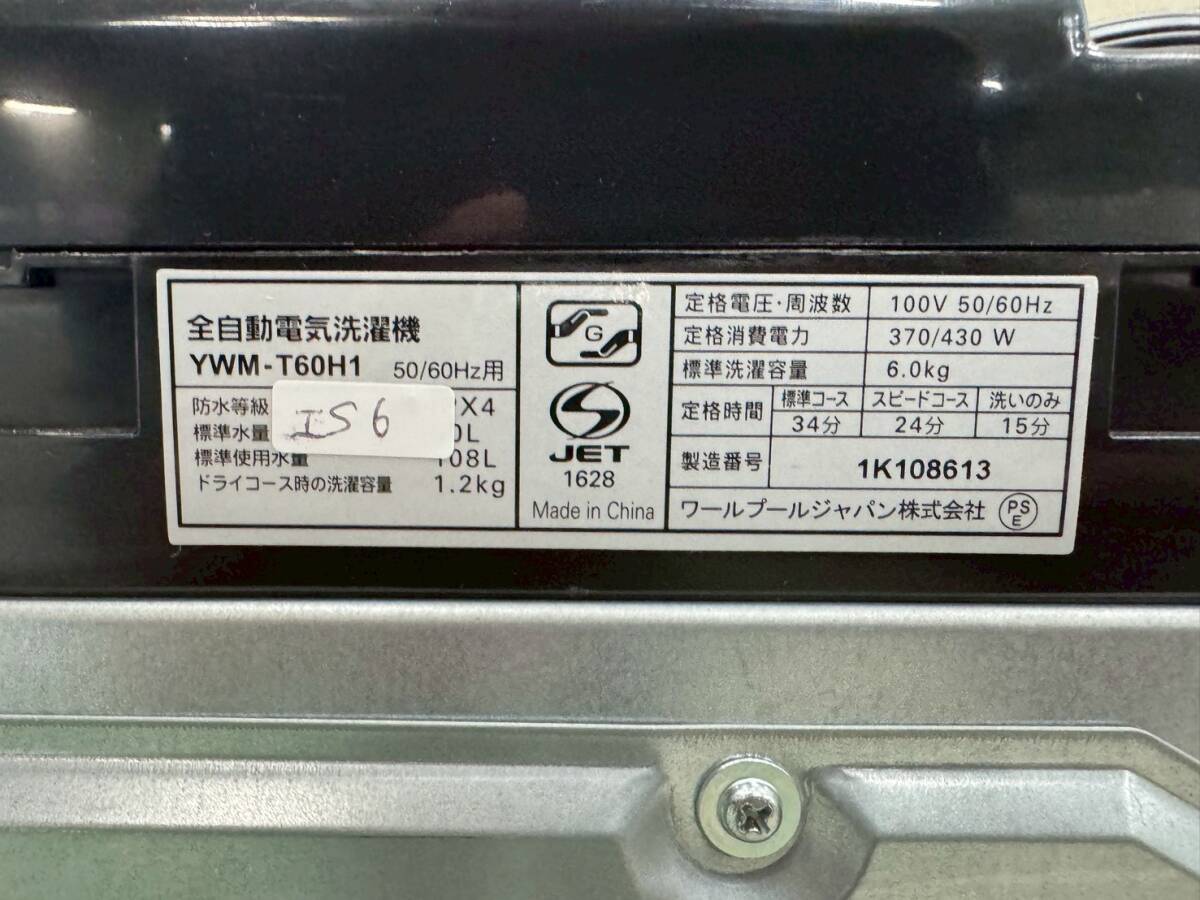 全自動電気洗濯機
YWM-T60H1 50/60Hz用
防水等級 X4
標準水量 0L
標準使用水量 108L
ドライコース時の洗濯容量 1.2kg
IS6
G
JET
1628
Made in China
定格電圧・周波数 100V 50/60Hz
定格消費電力 370/430 W
標準洗濯容量 6.0kg
定格時間 標準コース スピードコース 洗いのみ
34分 24分 15分
製造番号 1K108613
ワールプールジャパン株式会社 PSE